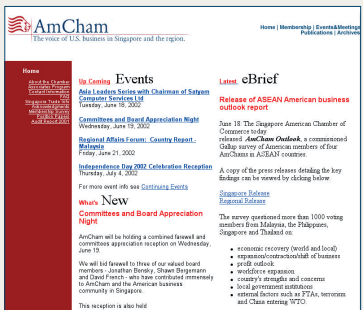 AmCham
The voice of U.S. business in Singapore and the region.
Home | Membership | Events&Meetings
Publications | Archives
Home
About the Chamber
Associates Program
Contact Information
FAQ
Singapore Trade Info
Acknowledgments
Membership Survey
Position Papers
Audit Report 2001
Up Coming Events
Asia Leaders Series with Chairman of Satyam
Computer Services Ltd
Tuesday, June 18, 2002
Committees and Board Appreciation Night
Wednesday, June 19, 2002
Regional Affairs Forum: Country Report -
Malaysia
Friday, June 21, 2002
Independence Day 2002 Celebration Reception
Thursday, July 4, 2002
For more event info see Continuing Events
What's New
Committees and Board Appreciation
Night
AmCham will be holding a combined farewell and
committees appreciation reception on Wednesday,
June 19.
We will bid farewell to three of our valued board
members - Jonathan Bensky, Shawn Bergemann
and David French - who have contributed immensely
to AmCham and the American business
community in Singapore.
This reception is also held
Latest eBrief
Release of ASEAN American business
outlook report
June 18: The Singapore American Chamber of
Commerce today
released AmCham Outlook, a commissioned
Gallup survey of American members of four
AmChams in ASEAN countries.
A copy of the press releases detailing the key
findings can be viewed by clicking below.
Singapore Release
Regional Release
The survey questioned more than 1000 voting
members from Malaysia, the Philippines,
Singapore and Thailand on:
economic recovery (world and local)
expansion/contraction/shift of business
profit outlook
workforce expansion
country's strengths and concerns
local government institutions
external factors such as FTAs, terrorism
and China entering WTO.